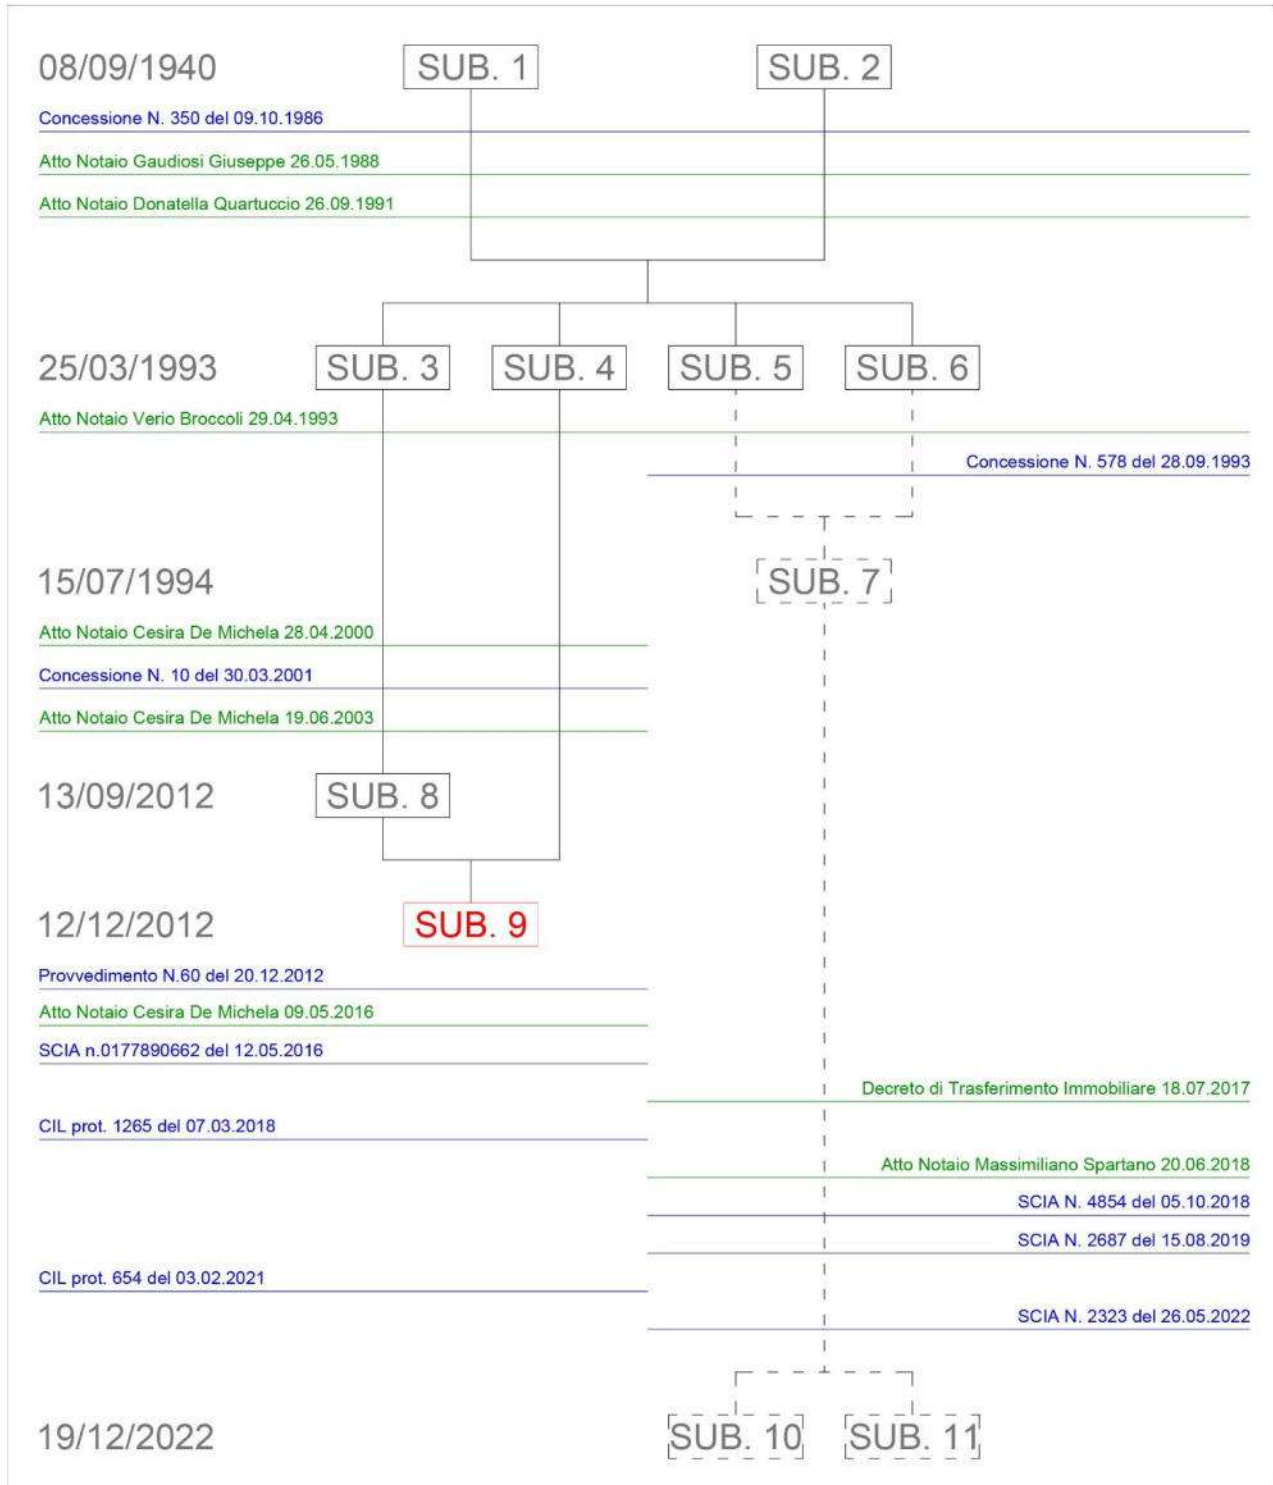 08/09/1940 SUB. 1 SUB. 2
Concessione N. 350 del 09.10.1986
Atto Notaio Gaudiosi Giuseppe 26.05.1988
Atto Notaio Donatella Quartuccio 26.09.1991
25/03/1993 SUB. 3 SUB. 4 SUB. 5 SUB. 6
Atto Notaio Verio Broccoli 29.04.1993
Concessione N. 578 del 28.09.1993
15/07/1994 SUB. 7
Atto Notaio Cesira De Michela 28.04.2000
Concessione N. 10 del 30.03.2001
Atto Notaio Cesira De Michela 19.06.2003
13/09/2012 SUB. 8
12/12/2012 SUB. 9
Provvedimento N.60 del 20.12.2012
Atto Notaio Cesira De Michela 09.05.2016
SCIA n.0177890662 del 12.05.2016
Decreto di Trasferimento Immobiliare 18.07.2017
CIL prot. 1265 del 07.03.2018
Atto Notaio Massimiliano Spartano 20.06.2018
SCIA N. 4854 del 05.10.2018
SCIA N. 2687 del 15.08.2019
CIL prot. 654 del 03.02.2021
SCIA N. 2323 del 26.05.2022
19/12/2022 SUB. 10 SUB. 11